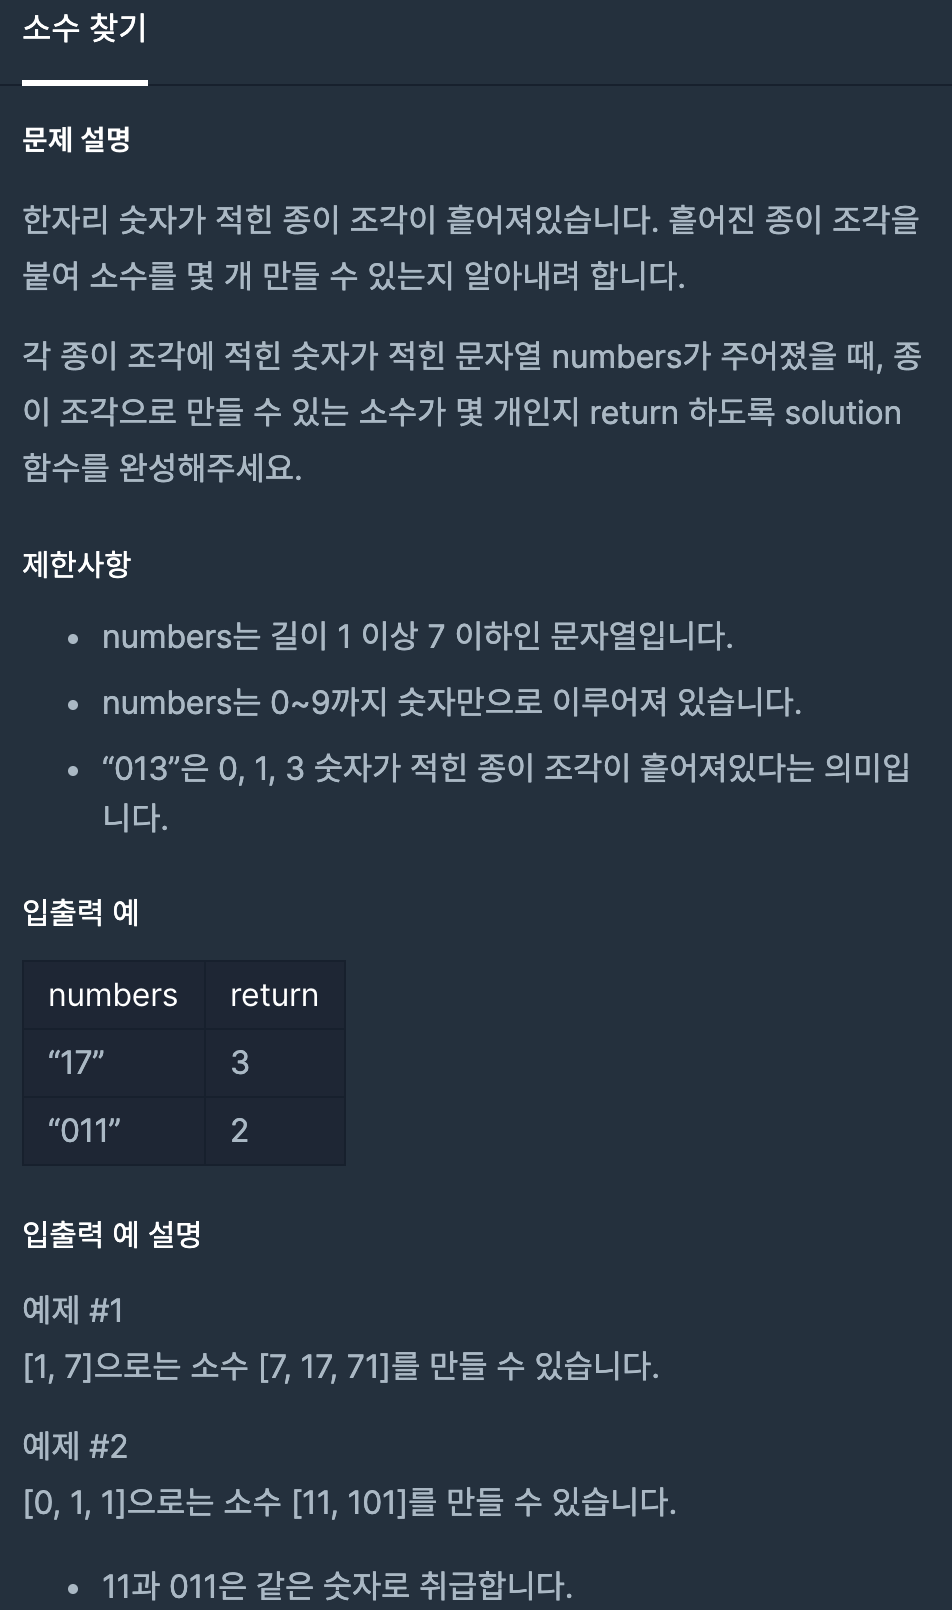 소수 찾기
문제 설명
한자리 숫자가 적힌 종이 조각이 흩어져있습니다. 흩어진 종이 조각을
붙여 소수를 몇 개 만들 수 있는지 알아내려 합니다.
각 종이 조각에 적힌 숫자가 적힌 문자열 numbers가 주어졌을 때, 종
이 조각으로 만들 수 있는 소수가 몇 개인지 return 하도록 solution
함수를 완성해주세요.
제한사항
• numbers는 길이 1 이상 7 이하인 문자열입니다.
• numbers는 0~9까지 숫자만으로 이루어져 있습니다.
• “013”은 0, 1, 3 숫자가 적힌 종이 조각이 흩어져있다는 의미입
니다.
입출력 예
numbers return
“17” 3
“011” 2
입출력 예 설명
예제 #1
[1, 7]으로는 소수 [7, 17, 71]를 만들 수 있습니다.
예제 #2
[0, 1, 1]으로는 소수 [11, 101]를 만들 수 있습니다.
• 11과 011은 같은 숫자로 취급합니다.